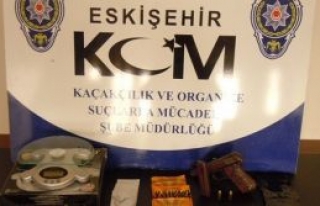 ESKİŞEHİR
KOM
KAÇAKÇILIK VE ORGANİZE
SUÇLARLA MÜCADELE
ŞUBE MÜDÜRLÜĞÜ